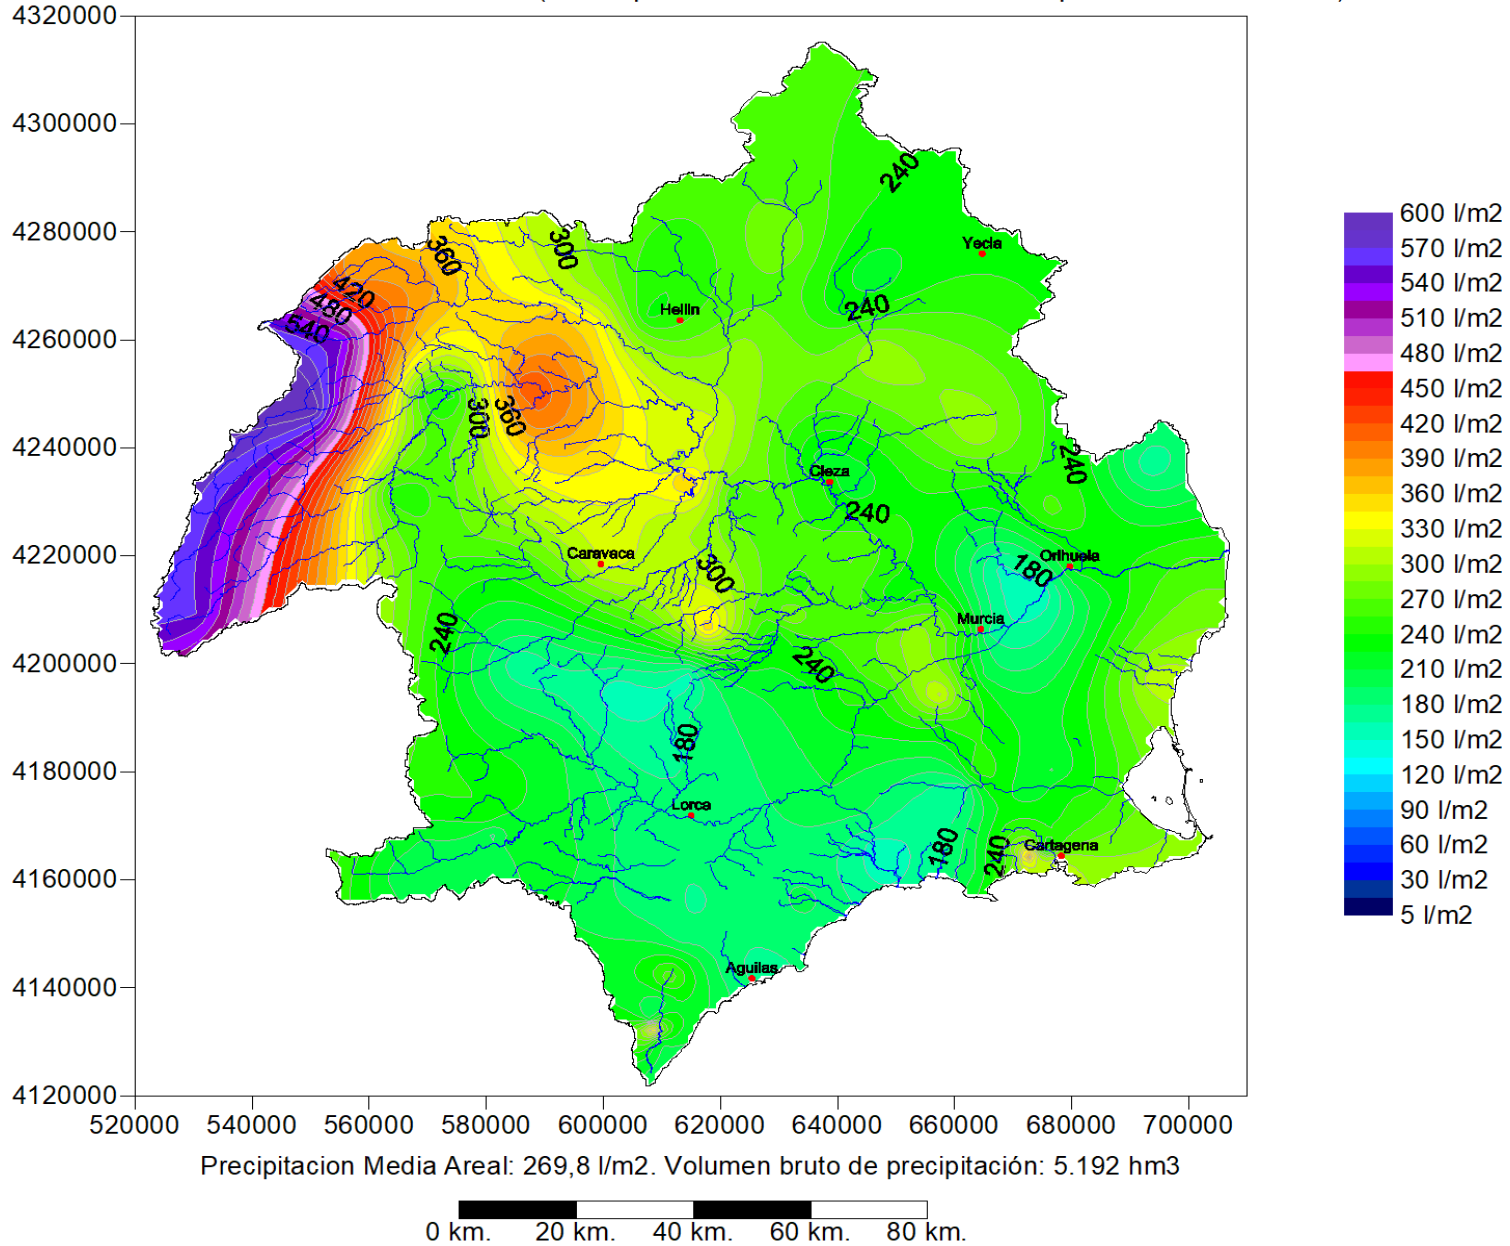 4320000
4300000
4280000
4260000
4240000
4220000
4200000
4180000
4160000
4140000
4120000
520000 540000 560000 580000 600000 620000 640000 660000 680000 700000
240
Yecla
300
360
420
480
540
Hellin
240
300
360
240
Cieza
240
Caravaca
300
Orihuela
180
Murcia
240
240
180
Lorca
180
240
Cartagena
Aguilas
600 l/m2
570 l/m2
540 l/m2
510 l/m2
480 l/m2
450 l/m2
420 l/m2
390 l/m2
360 l/m2
330 l/m2
300 l/m2
270 l/m2
240 l/m2
210 l/m2
180 l/m2
150 l/m2
120 l/m2
90 l/m2
60 l/m2
30 l/m2
5 l/m2
Precipitacion Media Areal: 269,8 l/m2. Volumen bruto de precipitación: 5.192 hm3
0 km. 20 km. 40 km. 60 km. 80 km.